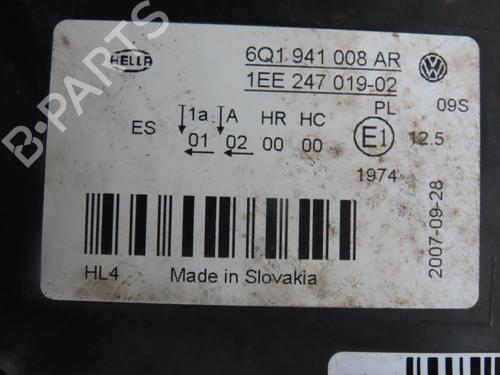 HELLA
6Q1 941 008 AR
1EE 247 019-02
PL 09S
ES 1a A HR HC E1 12.5
01 02 00 00
1974
2007-09-28
HL4 Made in Slovakia
B-PARTS